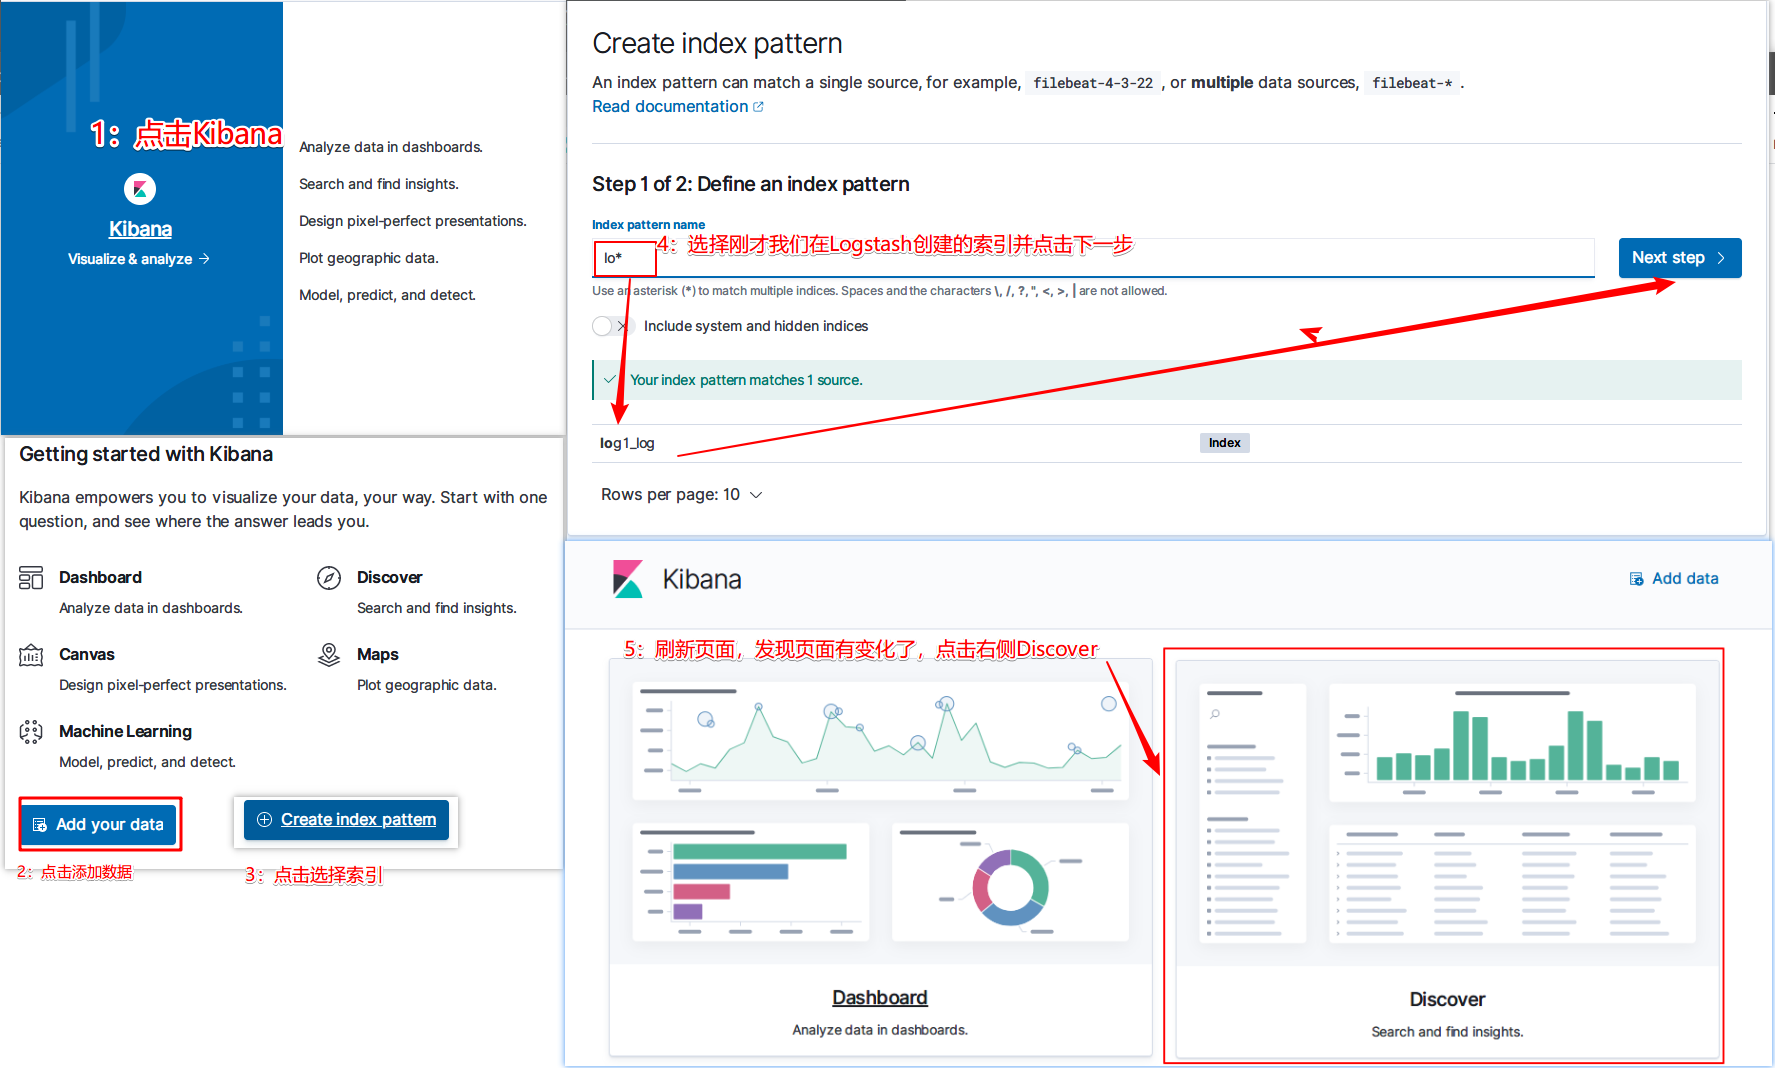 1：点击Kibana
Kibana
Visualize & analyze →
Analyze data in dashboards.
Search and find insights.
Design pixel-perfect presentations.
Plot geographic data.
Model, predict, and detect.
Getting started with Kibana
Kibana empowers you to visualize your data, your way. Start with one
question, and see where the answer leads you.
Dashboard
Analyze data in dashboards.
Discover
Search and find insights.
Canvas
Design pixel-perfect presentations.
Maps
Plot geographic data.
Machine Learning
Model, predict, and detect.
Add your data
Create index pattern
2：点击添加数据
3：点击选择索引
Create index pattern
An index pattern can match a single source, for example, filebeat-4-3-22 , or multiple data sources, filebeat-* .
Read documentation
Step 1 of 2: Define an index pattern
Index pattern name
4：选择刚才我们在Logstash创建的索引并点击下一步
lo*
Next step
Use an asterisk (*) to match multiple indices. Spaces and the characters \, /, ?, ", <, >, | are not allowed.
Include system and hidden indices
Your index pattern matches 1 source.
log1_log
Index
Rows per page: 10
Kibana
Add data
5：刷新页面，发现页面有变化了，点击右侧Discover
Dashboard
Analyze data in dashboards.
Discover
Search and find insights.